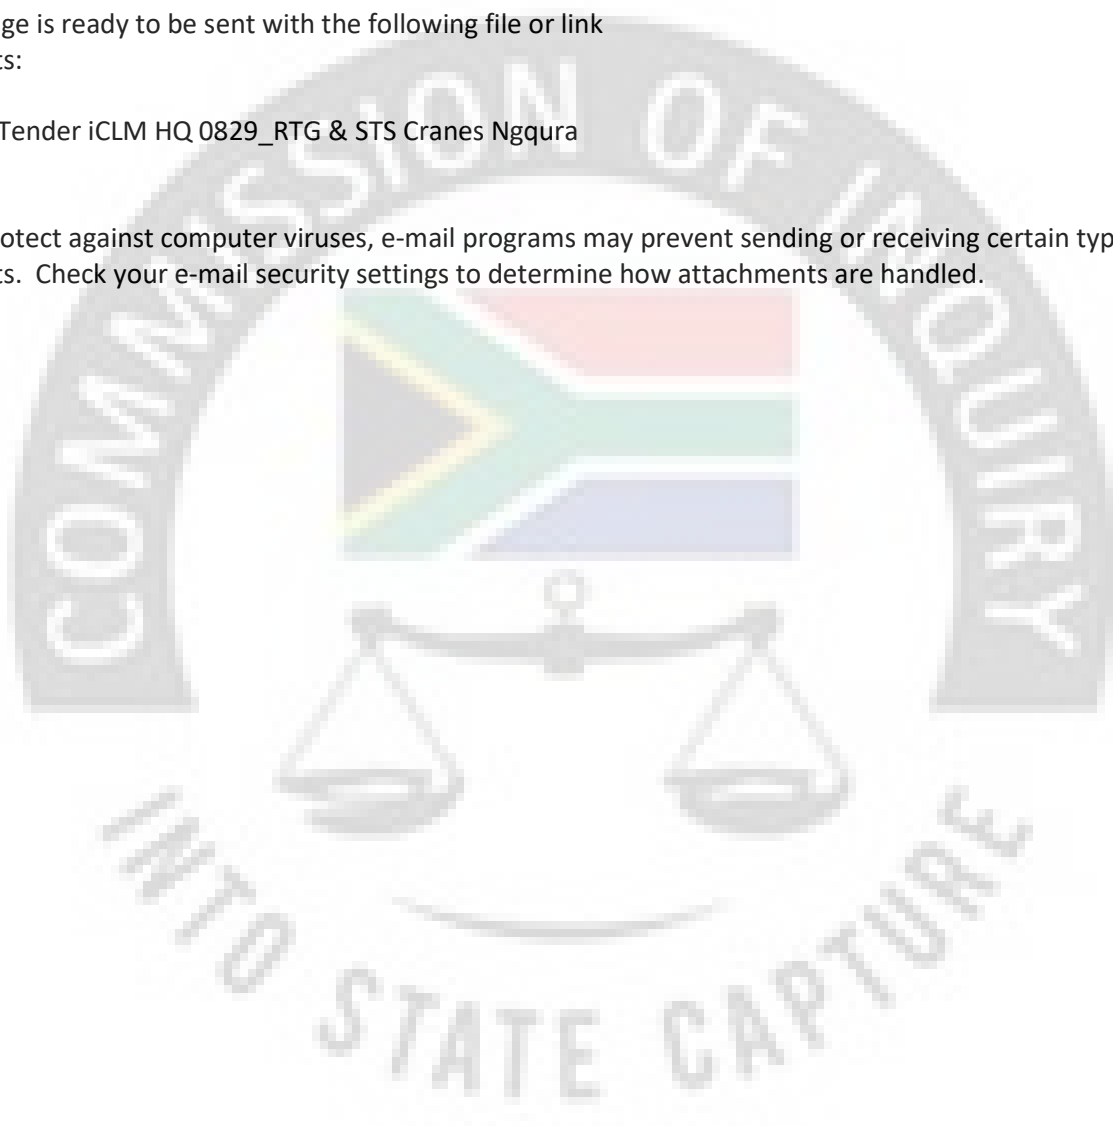 ge is ready to be sent with the following file or link
ts:
Tender iCLM HQ 0829_RTG & STS Cranes Ngqura
otect against computer viruses, e-mail programs may prevent sending or receiving certain typ
ts.  Check your e-mail security settings to determine how attachments are handled.
COMMISSION OF INQUIRY
INTO STATE CAPTURE